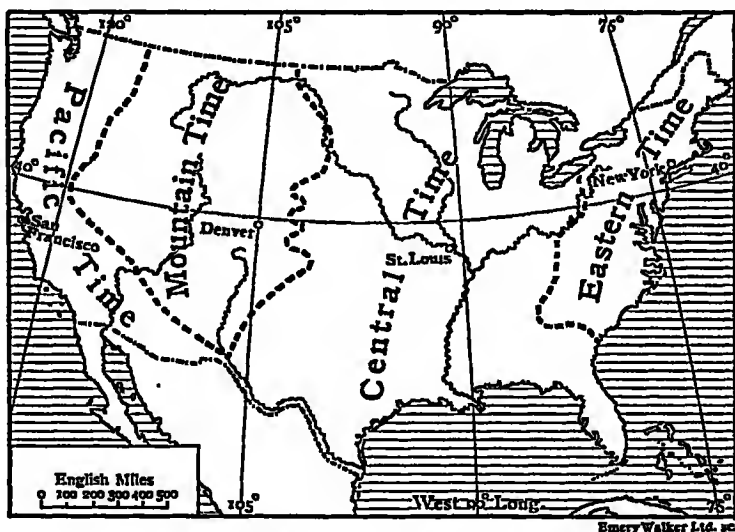 120° 105° 90° 75°
Pacific Time
Mountain Time
Central Time
Eastern Time
40° 40°
New York
San
Francisco
Denver
St. Louis
English Miles
0 100 200 300 400 500
105° West 90° Long. 75°
Emery Walker Ltd. sc.